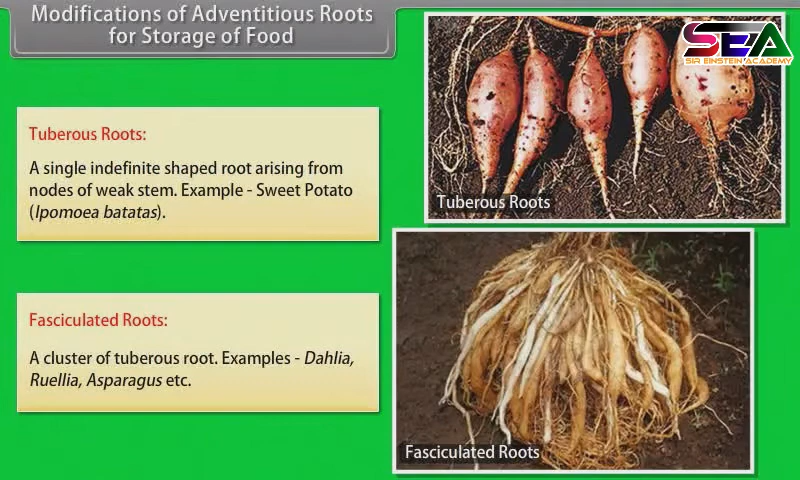 Modifications of Adventitious Roots
for Storage of Food
SEA
SIR EINSTEIN ACADEMY
Tuberous Roots:
A single indefinite shaped root arising from
nodes of weak stem. Example - Sweet Potato
(Ipomoea batatas).
Tuberous Roots
Fasciculated Roots:
A cluster of tuberous root. Examples - Dahlia,
Ruellia, Asparagus etc.
Fasciculated Roots